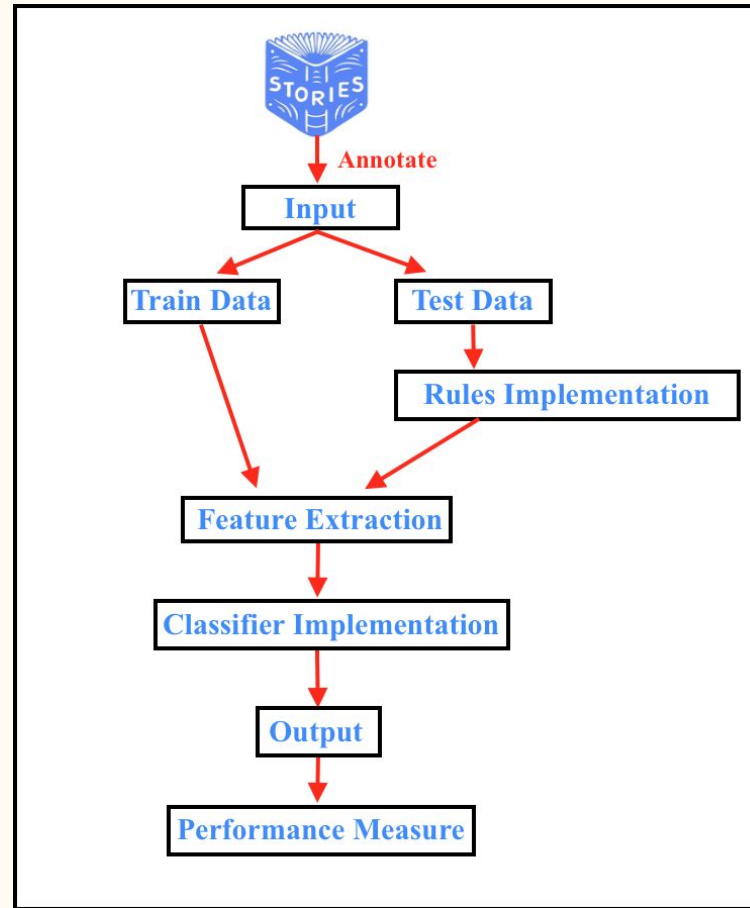 STORIES
Annotate
Input
Train Data
Test Data
Rules Implementation
Feature Extraction
Classifier Implementation
Output
Performance Measure